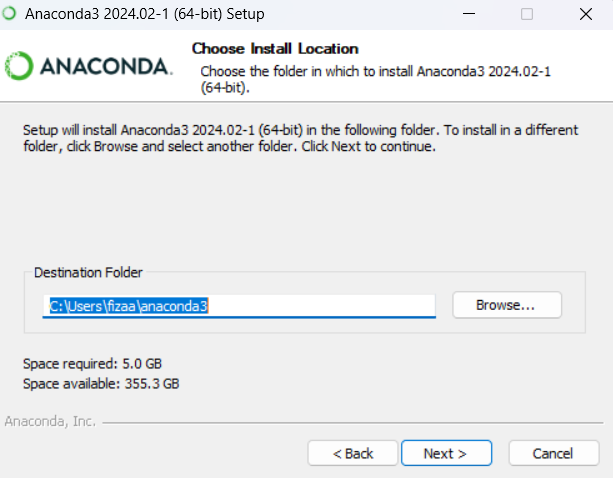 Anaconda3 2024.02-1 (64-bit) Setup
ANACONDA.
Choose Install Location
Choose the folder in which to install Anaconda3 2024.02-1
(64-bit).
Setup will install Anaconda3 2024.02-1 (64-bit) in the following folder. To install in a different
folder, click Browse and select another folder. Click Next to continue.
Destination Folder
C:\Users\fizaa\anaconda3
Browse...
Space required: 5.0 GB
Space available: 355.3 GB
Anaconda, Inc.
< Back
Next >
Cancel